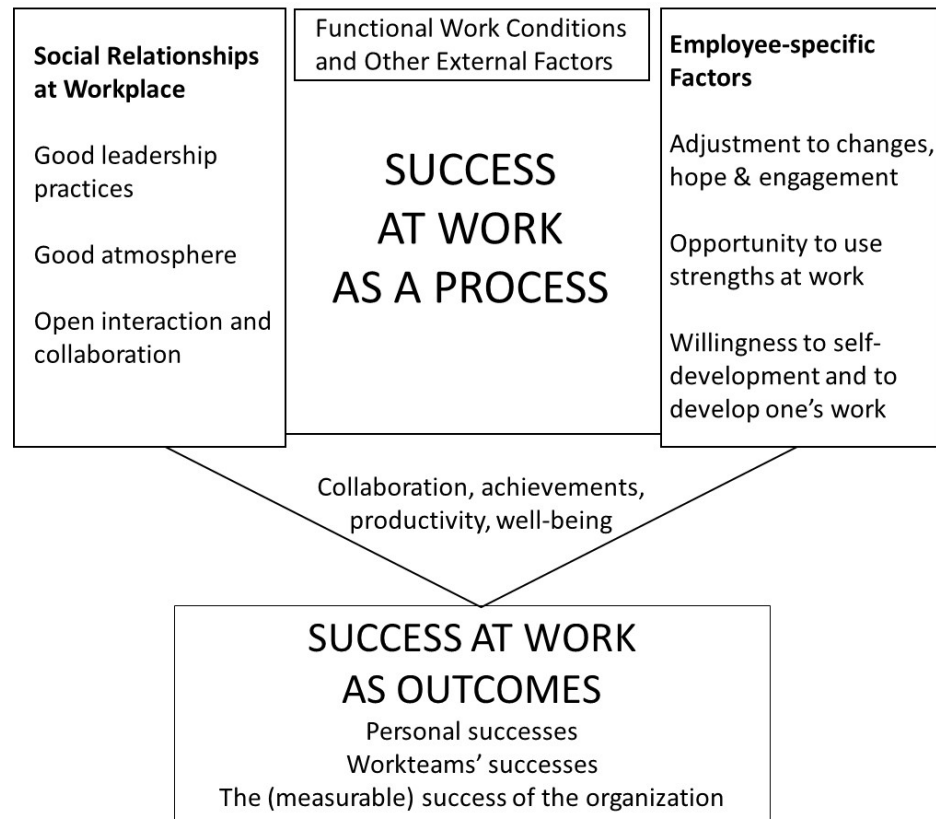 Social Relationships
at Workplace
Good leadership
practices
Good atmosphere
Open interaction and
collaboration
Functional Work Conditions
and Other External Factors
SUCCESS
AT WORK
AS A PROCESS
Employee-specific
Factors
Adjustment to changes,
hope & engagement
Opportunity to use
strengths at work
Willingness to self-
development and to
develop one’s work
Collaboration, achievements,
productivity, well-being
SUCCESS AT WORK
AS OUTCOMES
Personal successes
Workteams’ successes
The (measurable) success of the organization